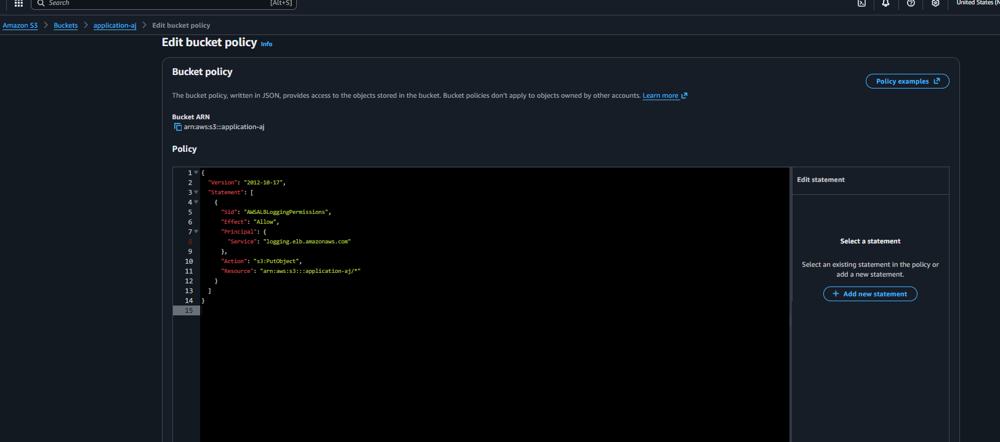 Search [Alt+S] United States (N
Amazon S3 > Buckets > application-aj > Edit bucket policy
Edit bucket policy Info
Bucket policy
Policy examples
The bucket policy, written in JSON, provides access to the objects stored in the bucket. Bucket policies don't apply to objects owned by other accounts. Learn more
Bucket ARN
arn:aws:s3:::application-aj
Policy
1 {
2 "Version": "2012-10-17",
3 "Statement": [
4 {
5 "Sid": "AWSALBLoggingPermissions",
6 "Effect": "Allow",
7 "Principal": {
8 "Service": "logging.elb.amazonaws.com"
9 },
10 "Action": "s3:PutObject",
11 "Resource": "arn:aws:s3:::application-aj/*"
12 }
13 ]
14 }
15
Edit statement
Select a statement
Select an existing statement in the policy or
add a new statement.
+ Add new statement